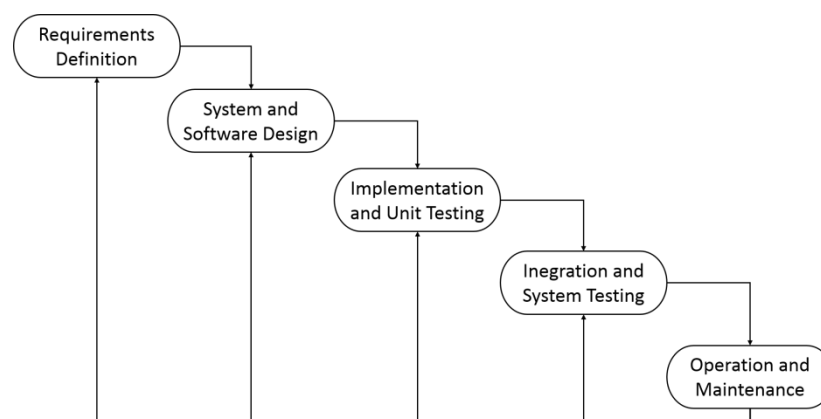 Requirements
Definition
System and
Software Design
Implementation
and Unit Testing
Inegration and
System Testing
Operation and
Maintenance